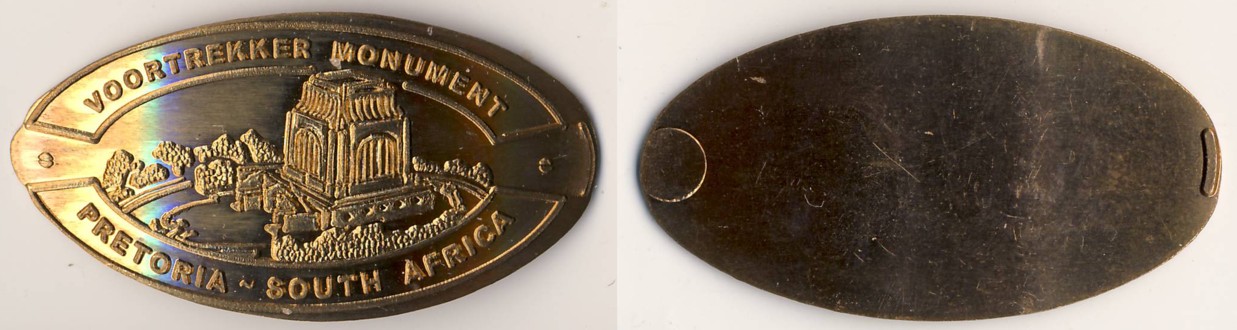 VOORTREKKER MONUMENT
PRETORIA ~ SOUTH AFRICA